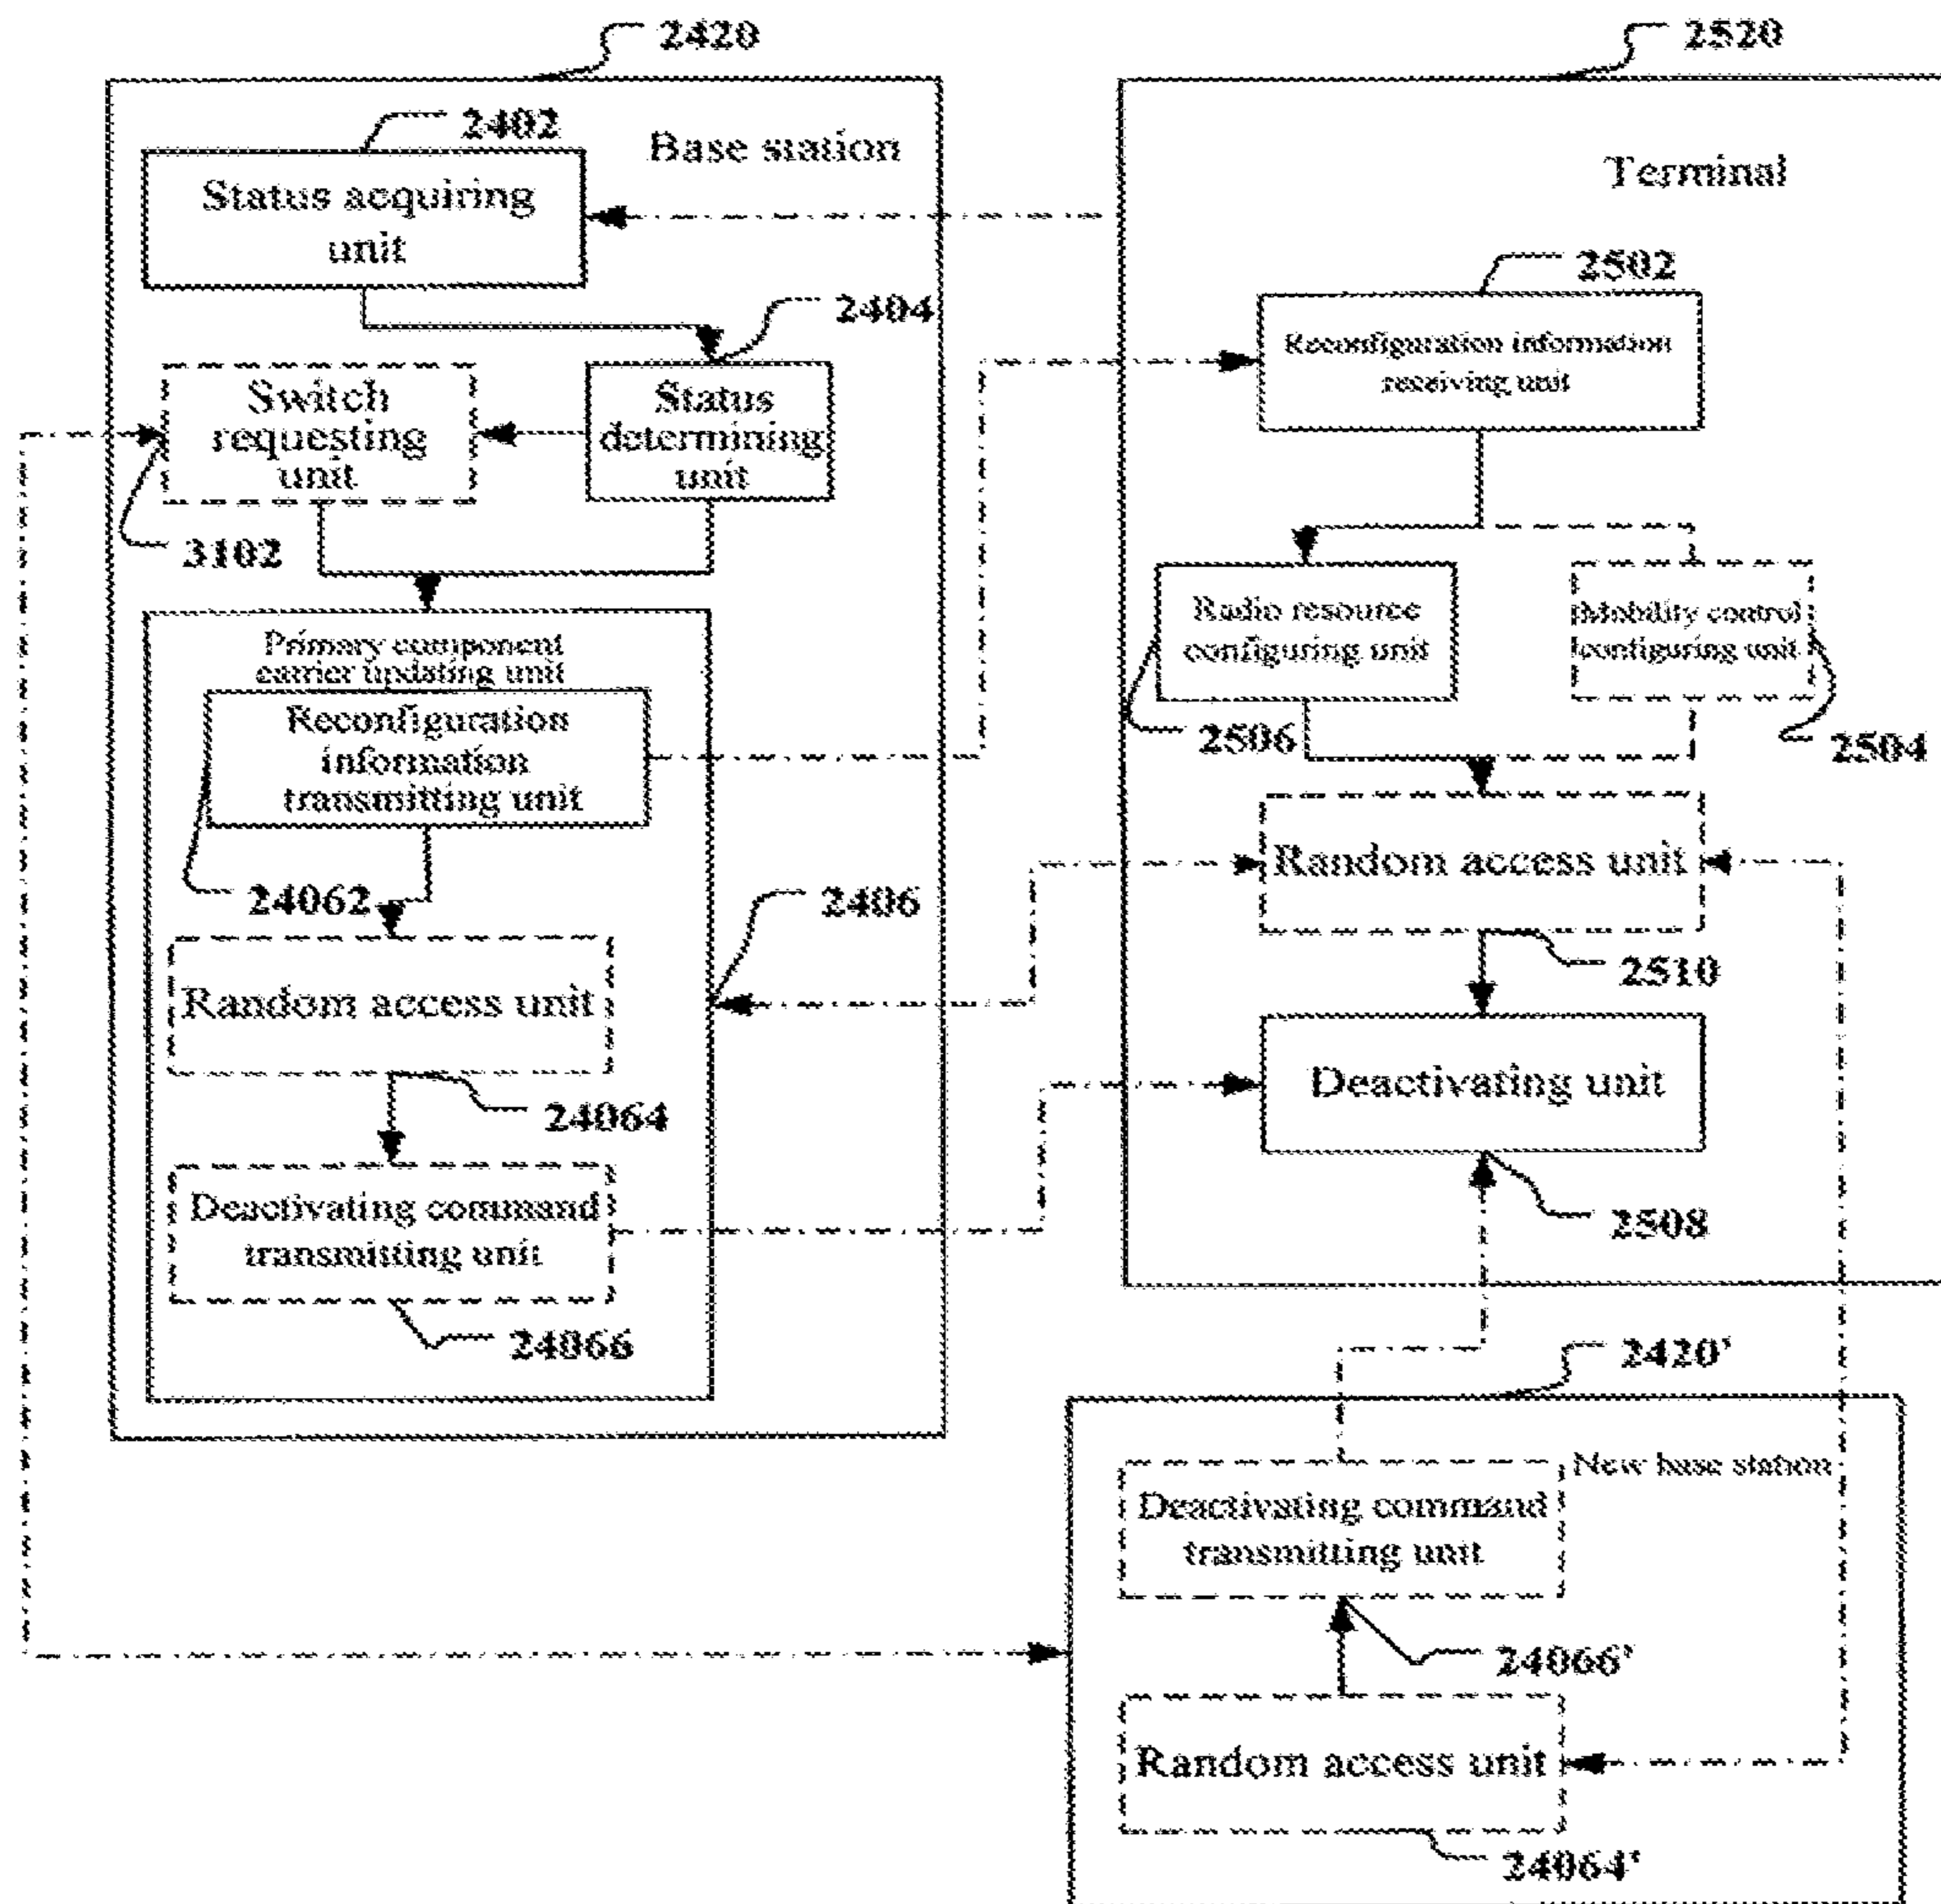 2420
2402
Base station
Status acquiring
unit
2404
Switch
requesting
unit
Status
determining
unit
3102
Primary component
carrier updating unit
Reconfiguration
information
transmitting unit
24062
2406
Random access unit
24064
Deactivating command
transmitting unit
24066
2520
Terminal
2502
Reconfiguration information
receiving unit
Radio resource
configuring unit
Mobility control
configuring unit
2506
2504
Random access unit
2510
Deactivating unit
2508
2420'
New base station
Deactivating command
transmitting unit
24066'
Random access unit
24064'